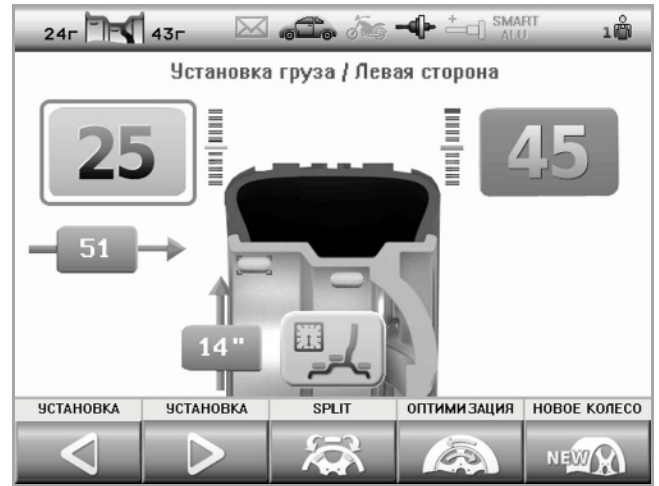 24г 43г SMART ALU 1
Установка груза / Левая сторона
25 45
51
14"
УСТАНОВКА УСТАНОВКА SPLIT ОПТИМИЗАЦИЯ НОВОЕ КОЛЕСО
NEW